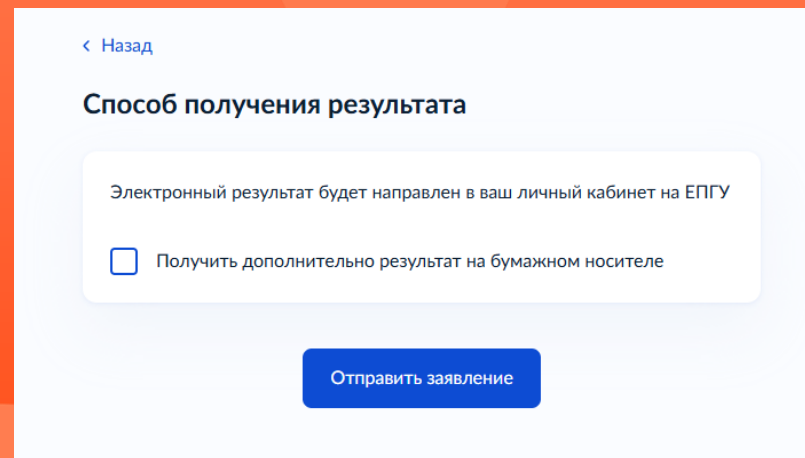 Назад
Способ получения результата
Электронный результат будет направлен в ваш личный кабинет на ЕПГУ
Получить дополнительно результат на бумажном носителе
Отправить заявление